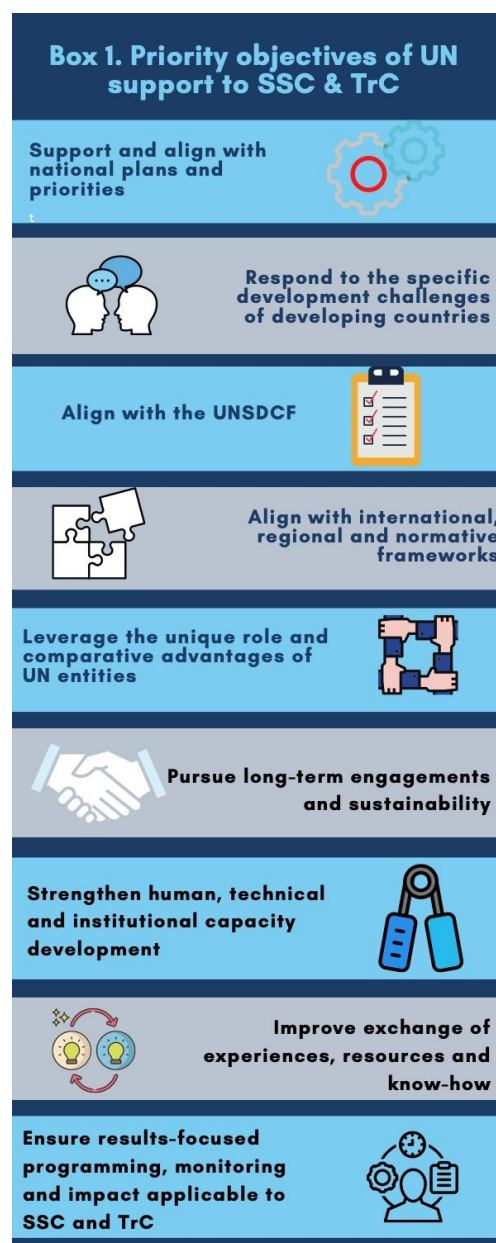 Box 1. Priority objectives of UN
support to SSC & TrC
Support and align with
national plans and
priorities
t
Respond to the specific
development challenges
of developing countries
Align with the UNSDCF
Align with international,
regional and normative
frameworks
Leverage the unique role and
comparative advantages of
UN entities
Pursue long-term engagements
and sustainability
Strengthen human, technical
and institutional capacity
development
Improve exchange of
experiences, resources and
know-how
Ensure results-focused
programming, monitoring
and impact applicable to
SSC and TrC